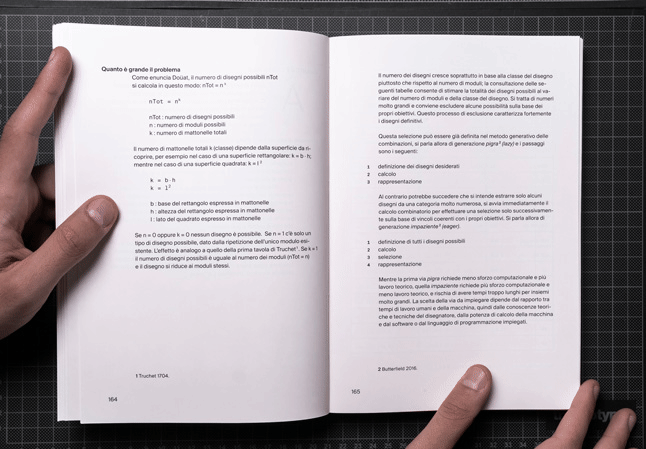 Quanto è grande il problema
Come enuncia Doüat, il numero di disegni possibili nTot
si calcola in questo modo: nTot = nᵏ
nTot = nᵏ
nTot : numero di disegni possibili
n : numero di moduli possibili
k : numero di mattonelle totali
Il numero di mattonelle totali k (classe) dipende dalla superficie da ri-
coprire, per esempio nel caso di una superficie rettangolare: k = b · h;
mentre nel caso di una superficie quadrata: k = l²
k = b·h
k = l²
b : base del rettangolo espressa in mattonelle
h : altezza del rettangolo espressa in mattonelle
l : lato del quadrato espresso in mattonelle
Se n = 0 oppure k = 0 nessun disegno è possibile. Se n = 1 c'è solo un
tipo di disegno possibile, dato dalla ripetizione dell'unico modulo esi-
stente. L'effetto è analogo a quello della prima tavola di Truchet¹. Se k = 1
il numero di disegni possibili è uguale al numero dei moduli (nTot = n)
e il disegno si riduce ai moduli stessi.
1 Truchet 1704.
164
Il numero dei disegni cresce soprattutto in base alla classe del disegno
piuttosto che rispetto al numero di moduli; la consultazione delle se-
guenti tabelle consente di stimare la totalità dei disegni possibili al va-
riare del numero di moduli e della classe del disegno. Si tratta di numeri
molto grandi e conviene escludere alcune possibilità sulla base dei
propri obiettivi. Questo processo di esclusione caratterizza fortemente
i disegni definitivi.
Questa selezione può essere già definita nel metodo generativo delle
combinazioni, si parla allora di generazione pigra² (lazy) e i passaggi
sono i seguenti:
1 definizione dei disegni desiderati
2 calcolo
3 rappresentazione
Al contrario potrebbe succedere che si intende estrarre solo alcuni
disegni da una categoria molto numerosa, si avvia immediatamente il
calcolo combinatorio per effettuare una selezione solo successivamen-
te sulla base di vincoli coerenti con i propri obiettivi. Si parla allora di
generazione impaziente² (eager).
1 definizione di tutti i disegni possibili
2 calcolo
3 selezione
4 rappresentazione
Mentre la prima via pigra richiede meno sforzo computazionale e più
lavoro teorico, quella impaziente richiede più sforzo computazionale e
meno lavoro teorico, e rischia di avere tempi troppo lunghi per insiemi
molto grandi. La scelta della via da impiegare dipende dal rapporto tra
tempi di lavoro umani e della macchina, quindi dalle conoscenze teori-
che e tecniche del disegnatore, dalla potenza di calcolo della macchina
e dal software o dal linguaggio di programmazione impiegati.
2 Butterfield 2016.
165